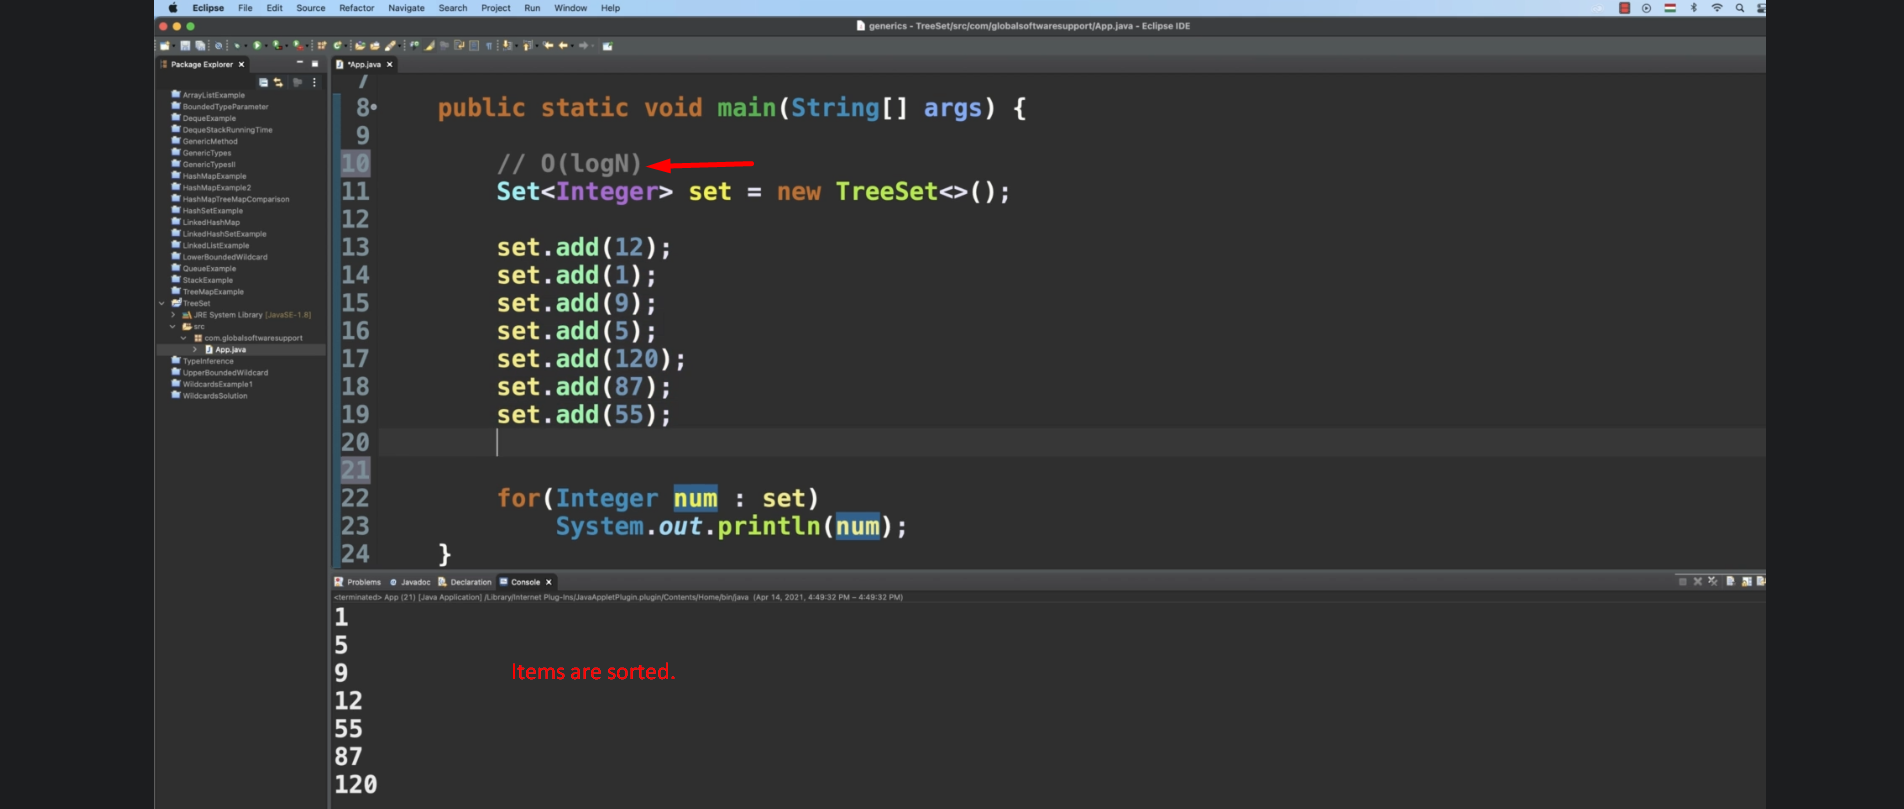 Eclipse File Edit Source Refactor Navigate Search Project Run Window Help
generics - TreeSet/src/com/globalsoftwaresupport/App.java - Eclipse IDE
Package Explorer
*App.java
ArrayListExample
BoundedTypeParameter
DequeExample
DequeStackRunningTime
GenericMethod
GenericTypes
GenericTypesII
HashMapExample
HashMapExample2
HashMapTreeMapComparison
HashSetExample
LinkedHashMap
LinkedHashSetExample
LinkedListExample
LowerBoundedWildcard
QueueExample
StackExample
TreeMapExample
TreeSet
JRE System Library [JavaSE-1.8]
src
com.globalsoftwaresupport
App.java
TypeInference
UpperBoundedWildcard
WildcardsExample1
WildcardsSolution
7
8 public static void main(String[] args) {
9
10 // O(logN)
11 Set<Integer> set = new TreeSet<>();
12
13 set.add(12);
14 set.add(1);
15 set.add(9);
16 set.add(5);
17 set.add(120);
18 set.add(87);
19 set.add(55);
20
21
22 for(Integer num : set)
23 System.out.println(num);
24 }
Problems Javadoc Declaration Console
<terminated> App (21) [Java Application] /Library/Internet Plug-Ins/JavaAppletPlugin.plugin/Contents/Home/bin/java (Apr 14, 2021, 4:49:32 PM – 4:49:32 PM)
1
5
9
Items are sorted.
12
55
87
120